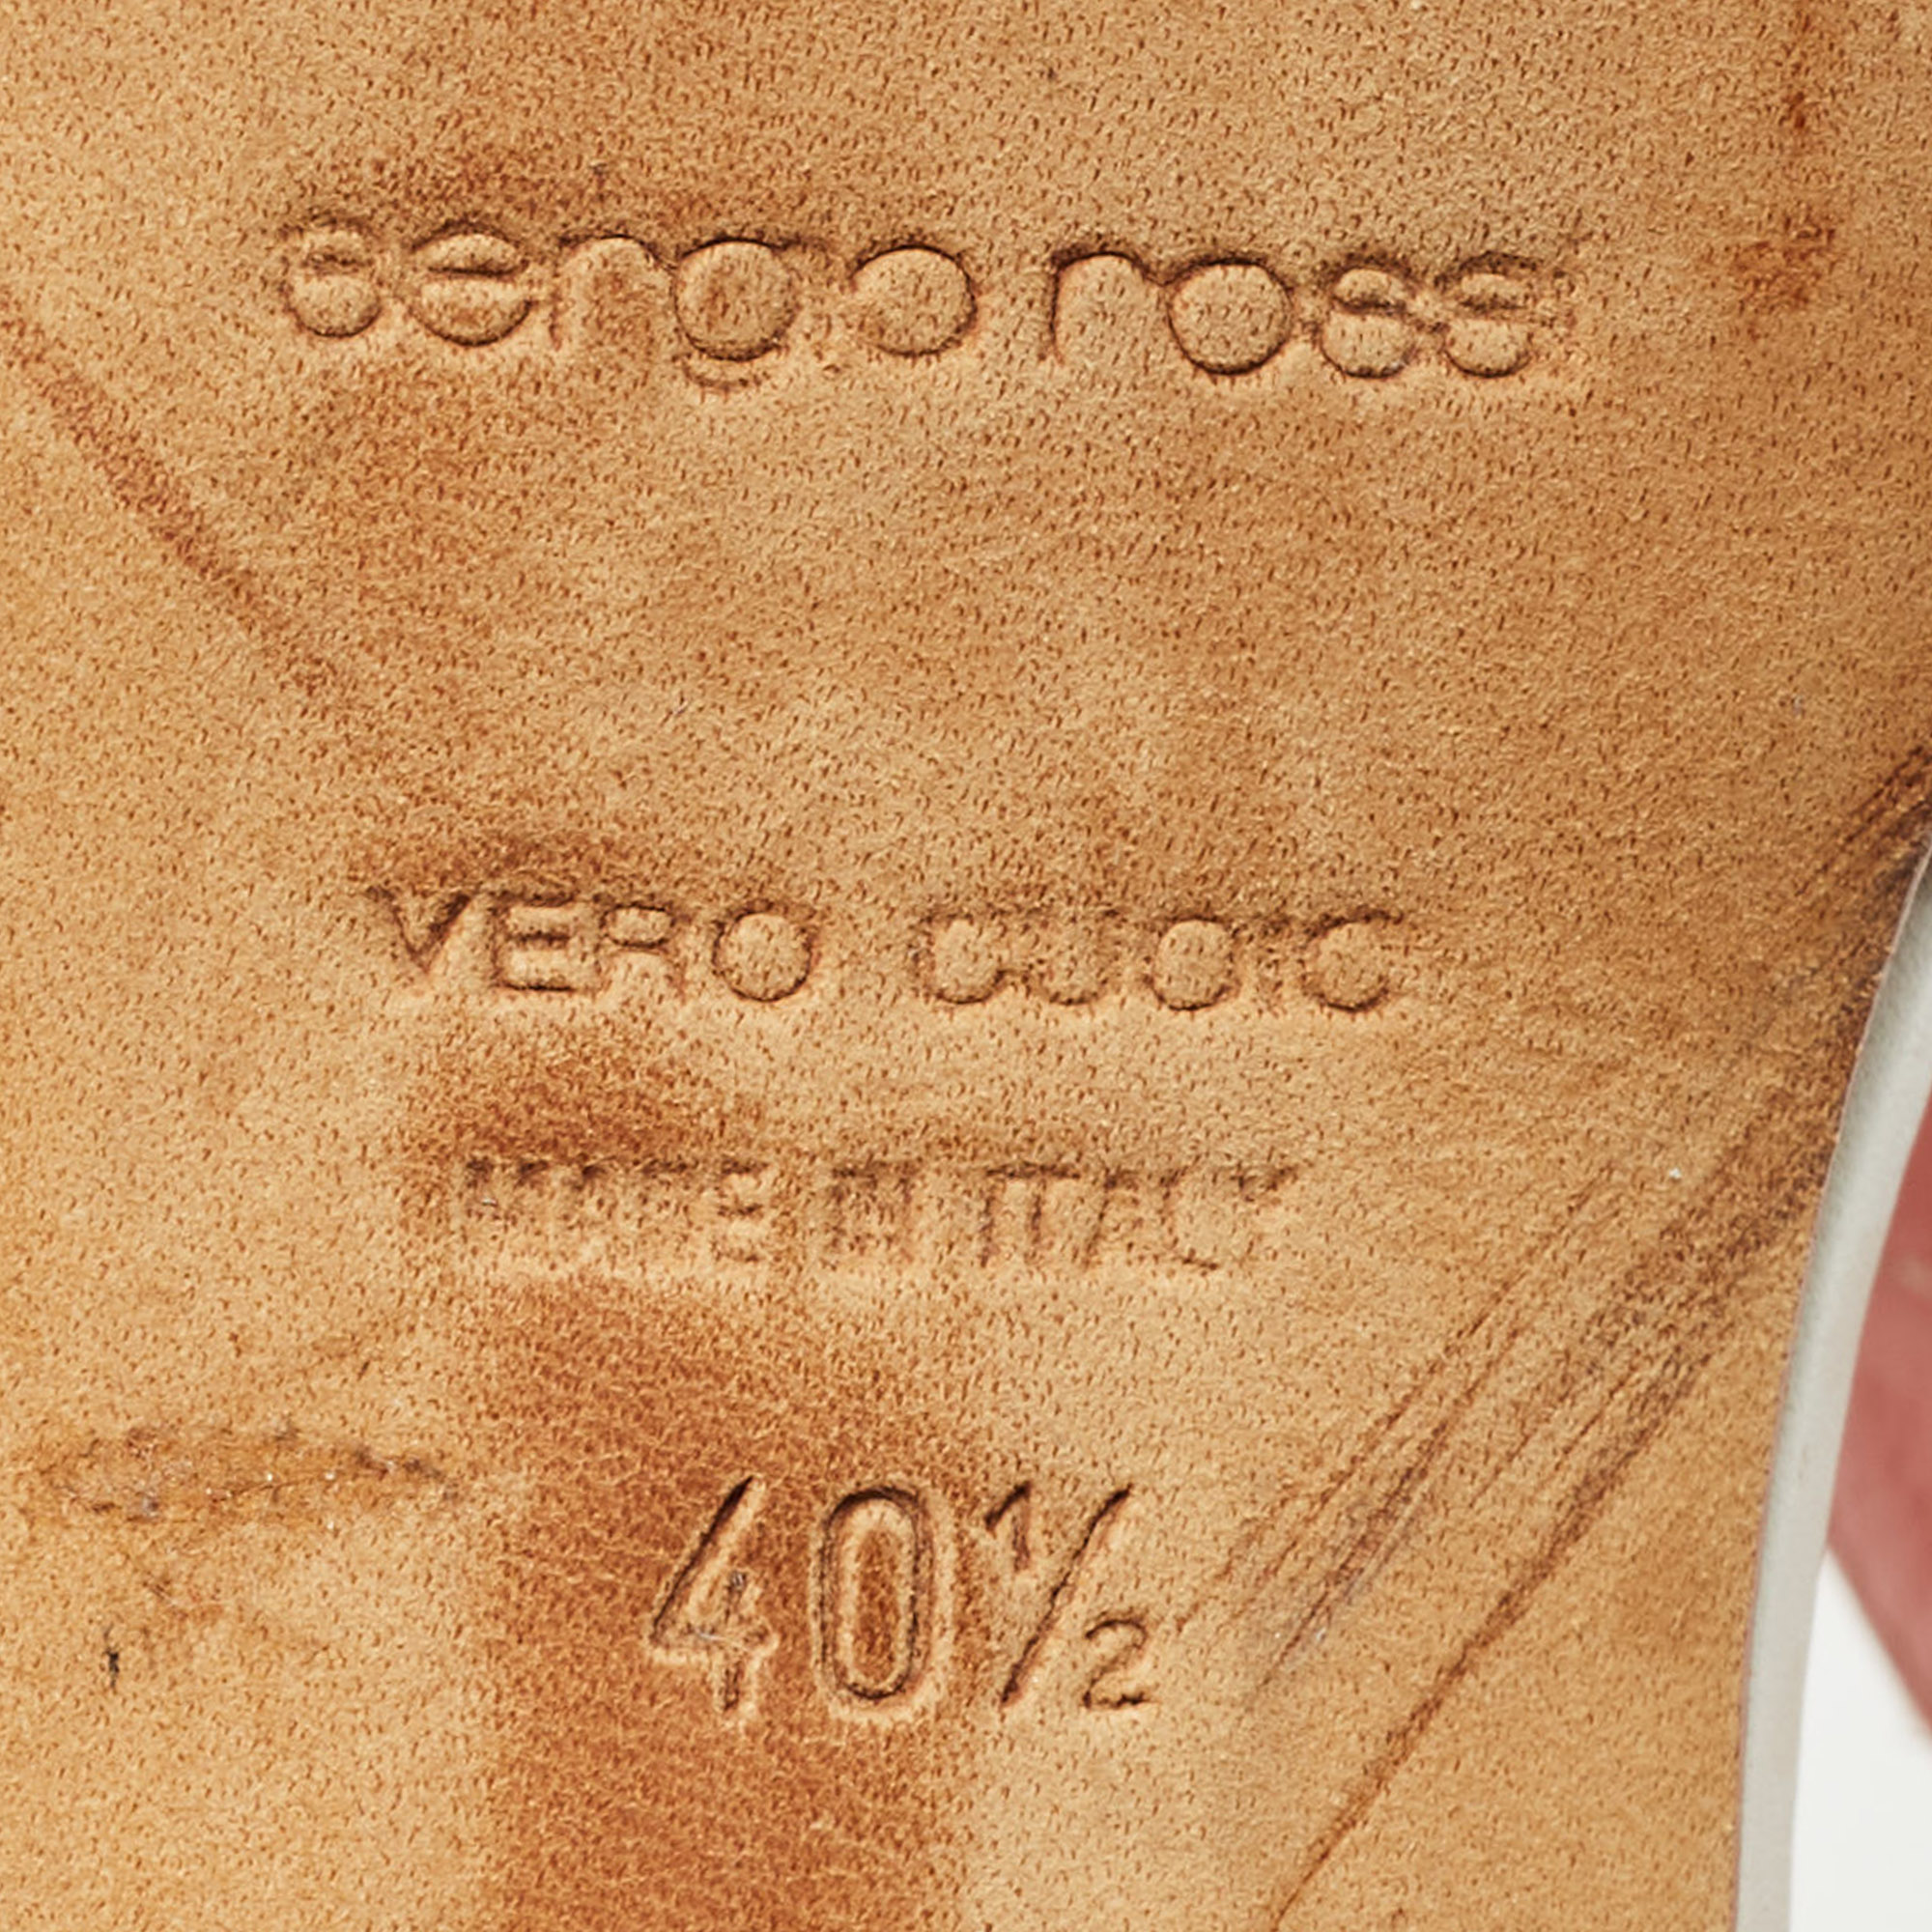 sergio rossi
VERO CUOIO
MADE IN ITALY
40½